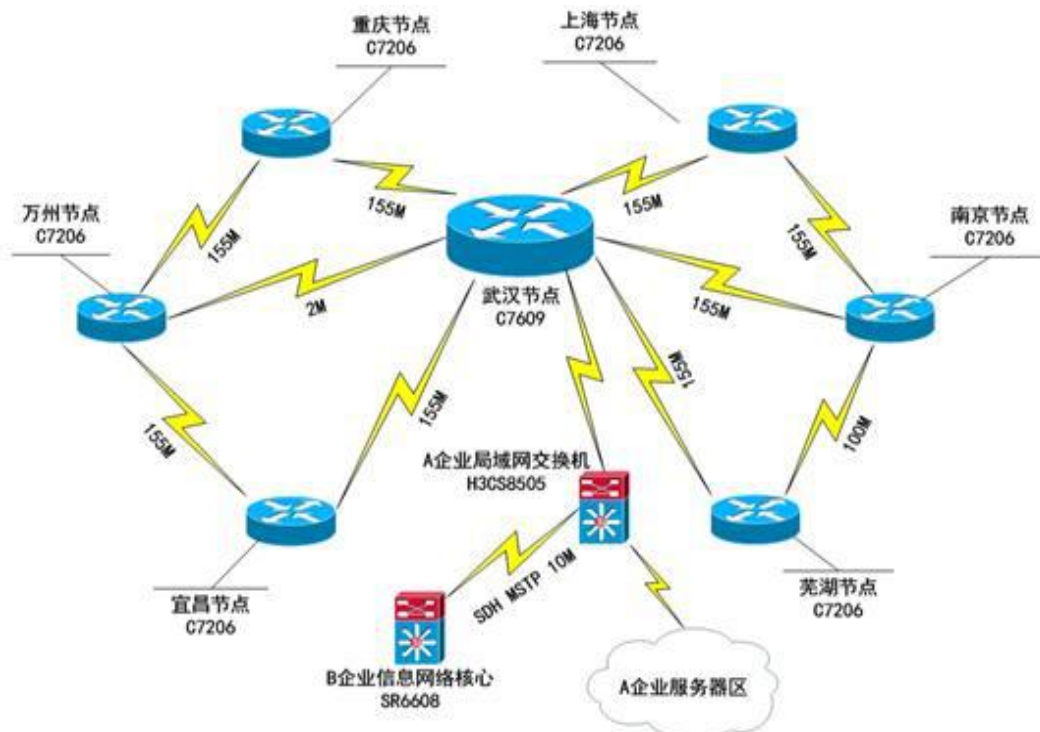 重庆节点
C7206
上海节点
C7206
万州节点
C7206
南京节点
C7206
155M
155M
155M
155M
武汉节点
C7609
2M
155M
155M
155M
155M
100M
A企业局域网交换机
H3CS8505
SDH MSTP 10M
宜昌节点
C7206
芜湖节点
C7206
B企业信息网络核心
SR6608
A企业服务器区